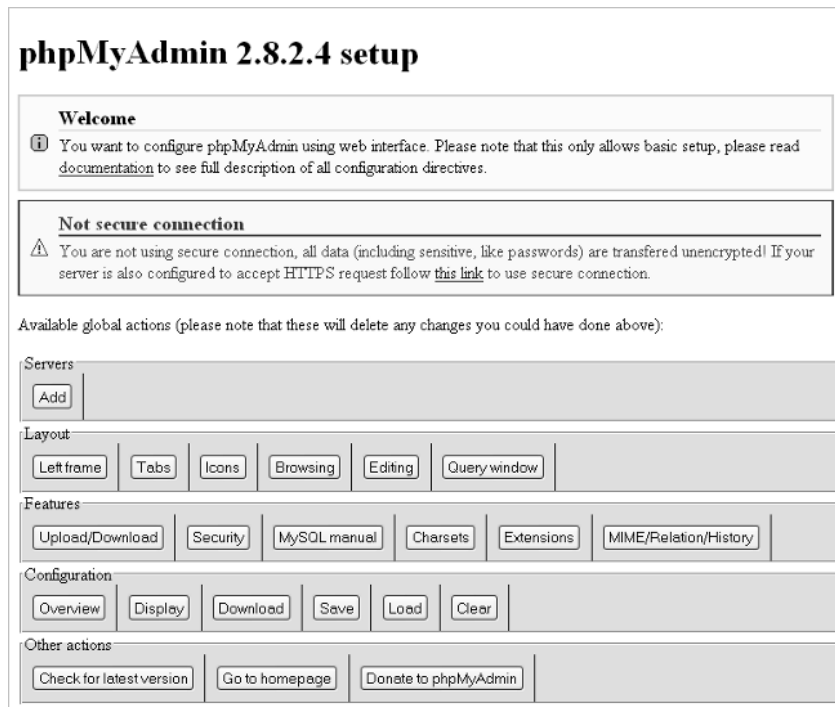 phpMyAdmin 2.8.2.4 setup
Welcome
You want to configure phpMyAdmin using web interface. Please note that this only allows basic setup, please read
documentation to see full description of all configuration directives.
Not secure connection
You are not using secure connection, all data (including sensitive, like passwords) are transfered unencrypted! If your
server is also configured to accept HTTPS request follow this link to use secure connection.
Available global actions (please note that these will delete any changes you could have done above):
Servers
Add
Layout
Left frame Tabs Icons Browsing Editing Query window
Features
Upload/Download Security MySQL manual Charsets Extensions MIME/Relation/History
Configuration
Overview Display Download Save Load Clear
Other actions
Check for latest version Go to homepage Donate to phpMyAdmin